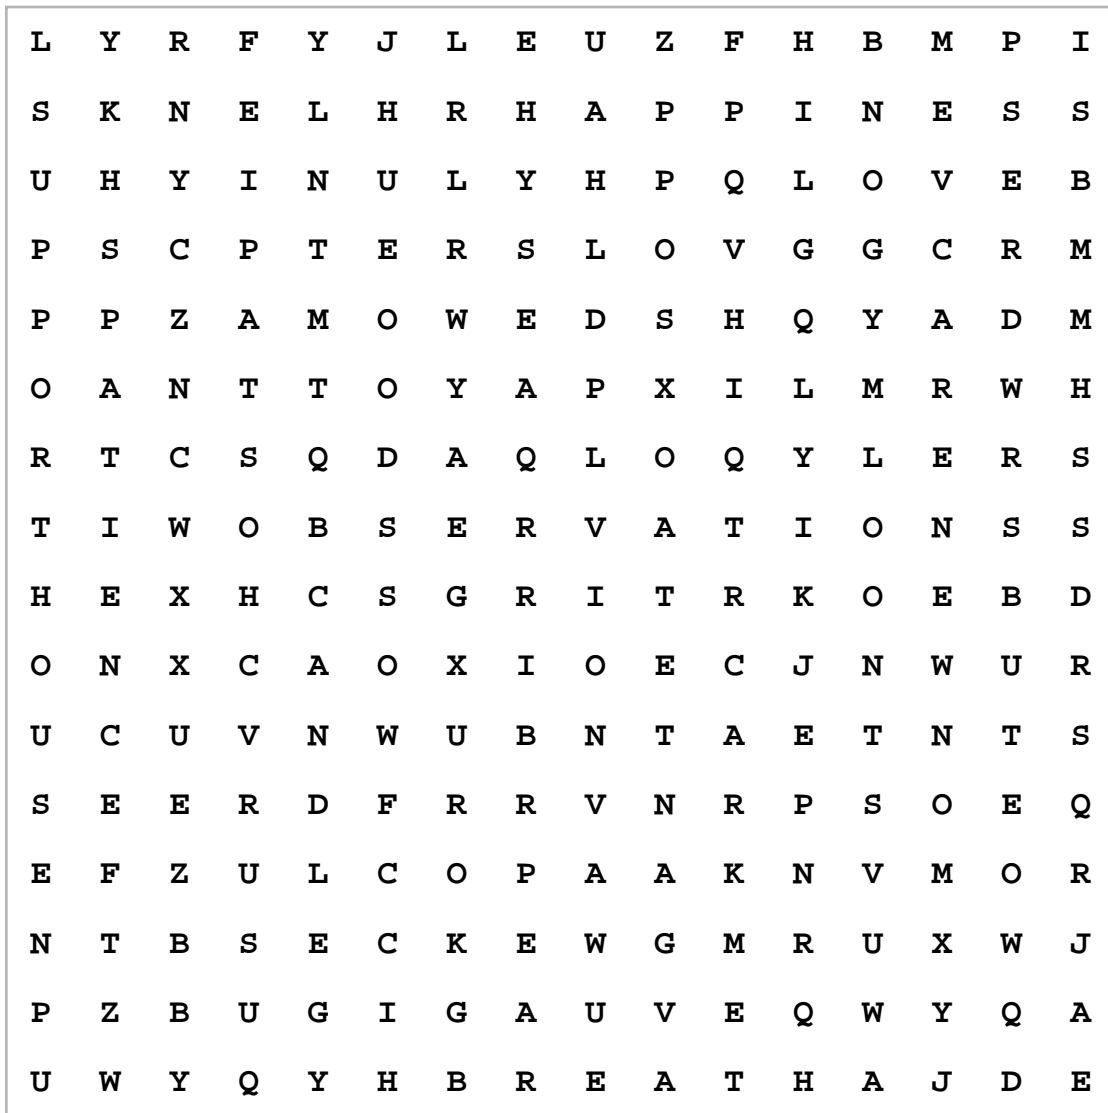 L Y R F Y J L E U Z F H B M P I
S K N E L H R H A P P I N E S S
U H Y I N U L Y H P Q L O V E B
P S C P T E R S L O V G G C R M
P P Z A M O W E D S H Q Y A D M
O A N T T O Y A P X I L M R W H
R T C S Q D A Q L O Q Y L E R S
T I W O B S E R V A T I O N S S
H E X H C S G R I T R K O E B D
O N X C A O X I O E C J N W U R
U C U V N W U B N T A E T N T S
S E E R D F R R V N R P S O E Q
E F Z U L C O P A A K N V M O R
N T B S E C K E W G M R U X W J
P Z B U G I G A U V E Q W Y Q A
U W Y Q Y H B R E A T H A J D E